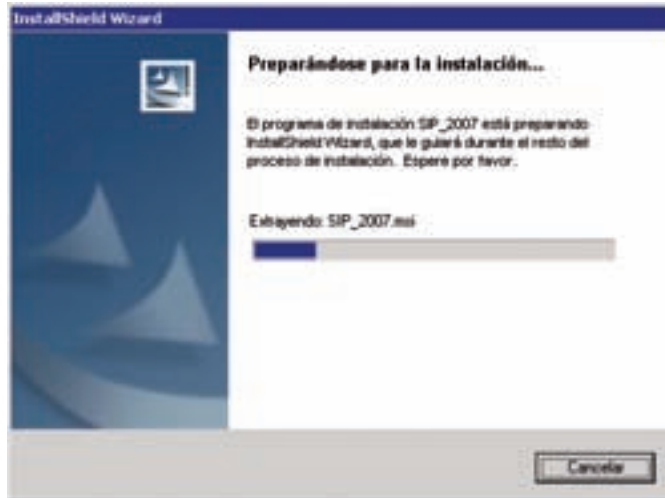 InstallShield Wizard
Preparándose para la instalación...
El programa de instalación SIP_2007 está preparando
InstallShield Wizard, que le guiará durante el resto del
proceso de instalación. Espere por favor.
Extrayendo: SIP_2007.msi
Cancelar